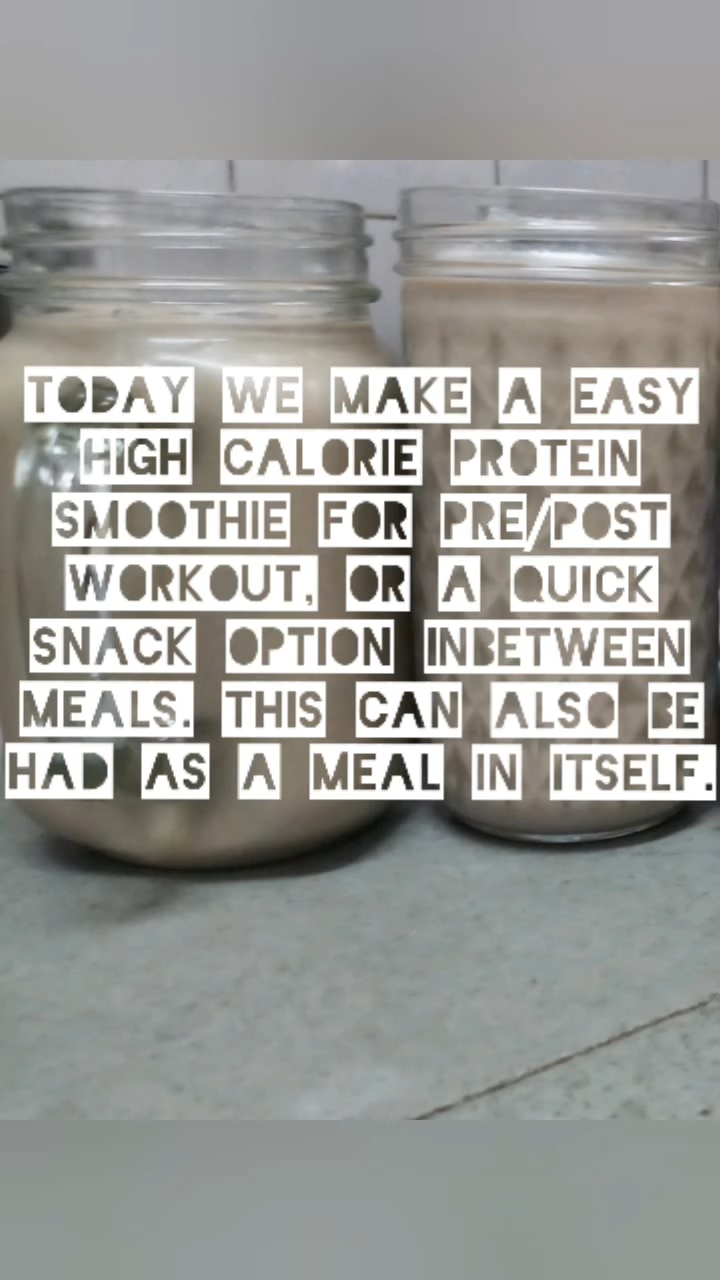 TODAY WE MAKE A EASY
HIGH CALORIE PROTEIN
SMOOTHIE FOR PRE/POST
WORKOUT, OR A QUICK
SNACK OPTION INBETWEEN
MEALS. THIS CAN ALSO BE
HAD AS A MEAL IN ITSELF.